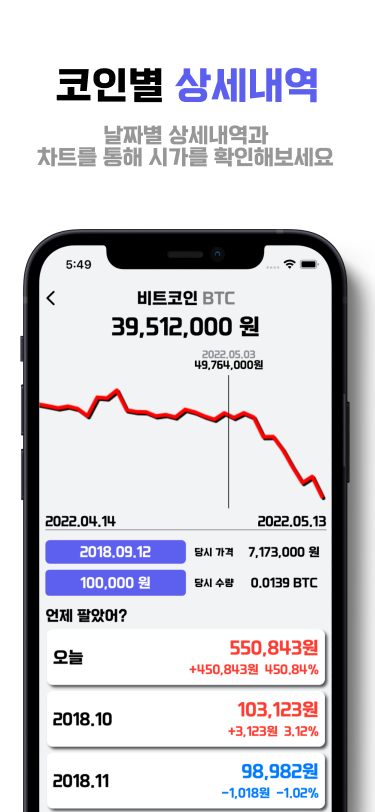 코인별 상세내역
날짜별 상세내역과
차트를 통해 시가를 확인해보세요
5:49
비트코인 BTC
39,512,000 원
2022.05.03
49,764,000원
2022.04.14 2022.05.13
2018.09.12 당시 가격 7,173,000 원
100,000 원 당시 수량 0.0139 BTC
언제 팔았어?
오늘 550,843원
+450,843원 450.84%
2018.10 103,123원
+3,123원 3.12%
2018.11 98,982원
-1,018원 -1.02%